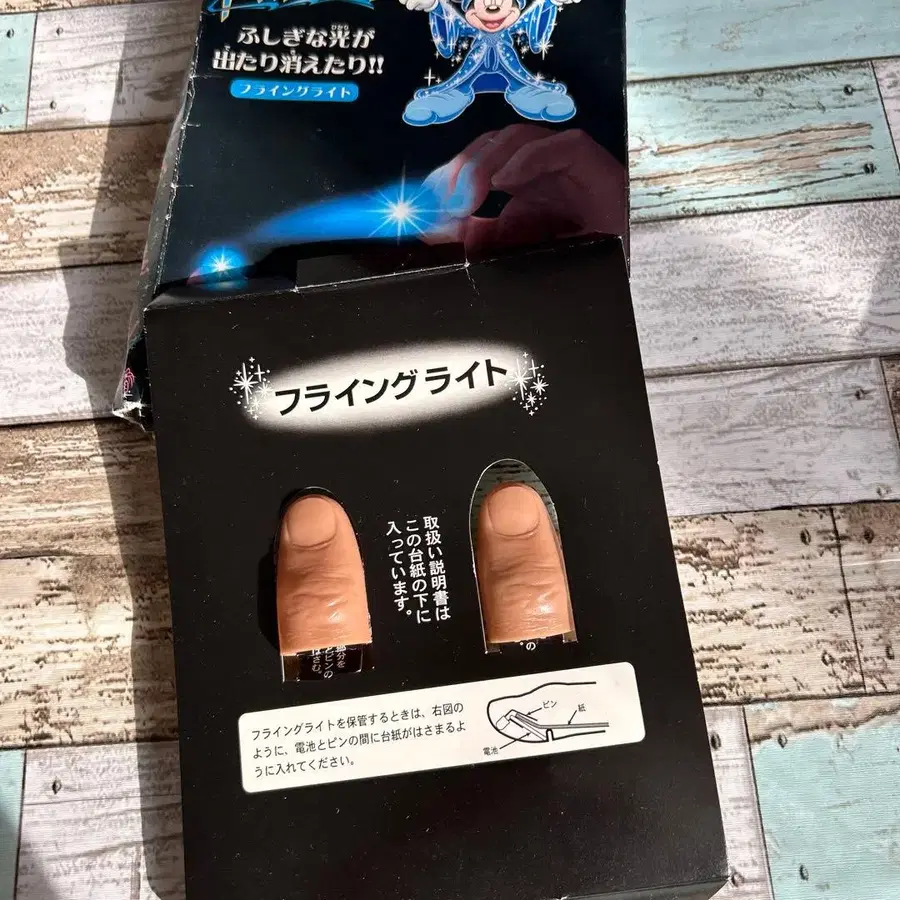 ふしぎな光が
出たり消えたり!!
フライングライト
フライングライト
取扱い説明書は
この台紙の下に
入っています。
フライングライトを保管するときは、右図の
ように、電池とピンの間に台紙がはさまるよ
うに入れてください。
ピン
紙
電池